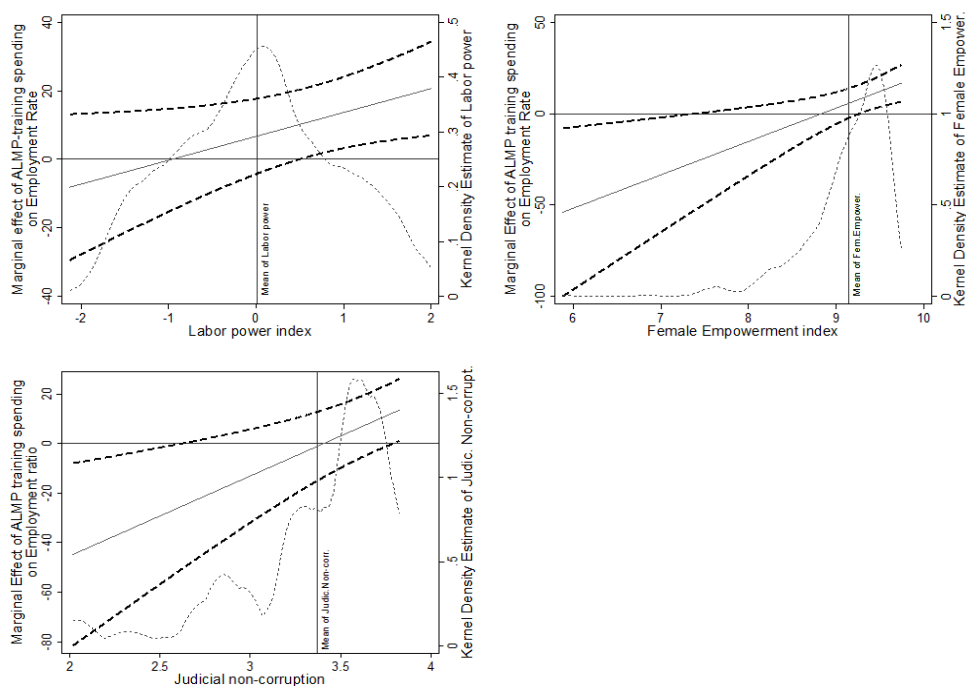 Marginal effect of ALMP-training spending
on Employment Rate
40
20
0
-20
-40
Mean of Labor power
.5
.4
.3
.2
.1
0
Kernel Density Estimate of Labor power
-2
-1
0
1
2
Labor power index
Marginal Effect of ALMP training spending
on Employment Rate
50
0
-50
-100
Mean of Fem.Empower.
1.5
1
.5
0
Kernel Density Estimate of Female Empower.
6
7
8
9
10
Female Empowerment index
Marginal Effect of ALMP training spending
on Employment ratio
20
0
-20
-40
-60
-80
Mean of Judic.Non-corr.
1.5
1
.5
0
Kernel Density Estimate of Judic. Non-corrupt.
2
2.5
3
3.5
4
Judicial non-corruption